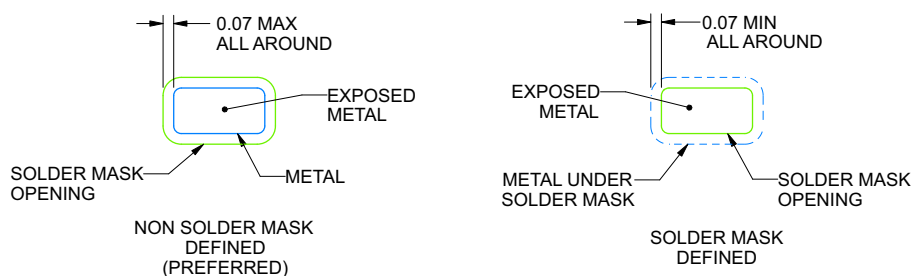 0.07 MAX
ALL AROUND
EXPOSED
METAL
SOLDER MASK
OPENING
METAL
NON SOLDER MASK
DEFINED
(PREFERRED)
0.07 MIN
ALL AROUND
EXPOSED
METAL
METAL UNDER
SOLDER MASK
SOLDER MASK
OPENING
SOLDER MASK
DEFINED